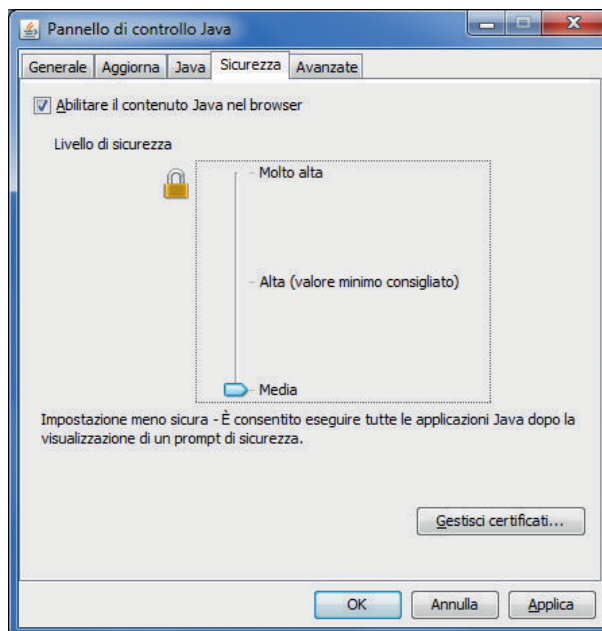 Pannello di controllo Java
Generale Aggiorna Java Sicurezza Avanzate
Abilitare il contenuto Java nel browser
Livello di sicurezza
Molto alta
Alta (valore minimo consigliato)
Media
Impostazione meno sicura - È consentito eseguire tutte le applicazioni Java dopo la
visualizzazione di un prompt di sicurezza.
Gestisci certificati...
OK Annulla Applica